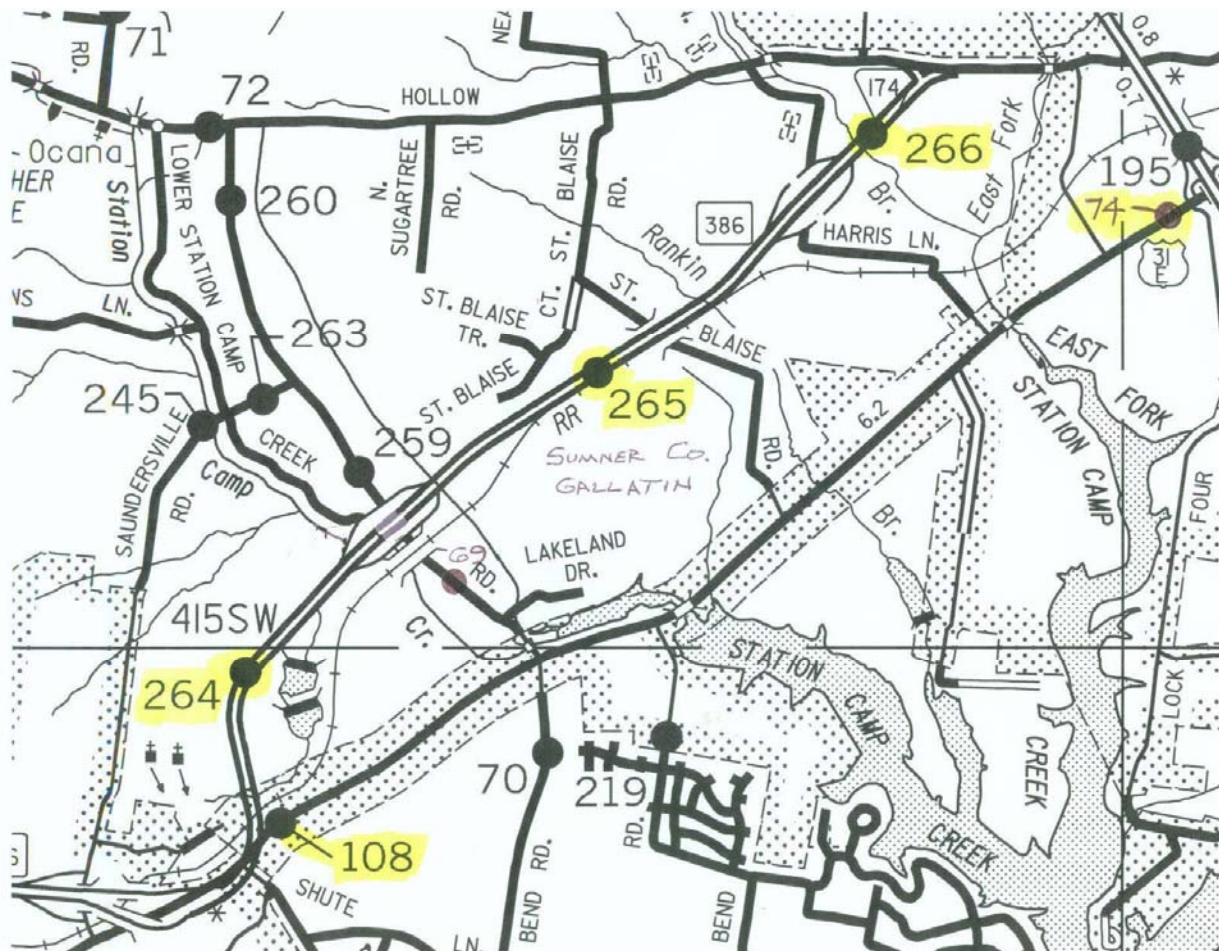 71
RD.
72
HOLLOW
NEA
174
0.8
0.7
*
266
195
74
31
E
- Ocana
HER
E
Station
LOWER STATION CAMP
260
N.
SUGARTREE
RD.
ST. BLAISE
RD.
CT.
Rankin
Br.
East Fork
386
HARRIS LN.
NS LN.
263
ST. BLAISE
TR.
ST. BLAISE
ST. BLAISE
RD.
EAST
FORK
STATION CAMP
245
SAUNDERSVILLE
RD.
CREEK
Camp
259
265
RR
SUMNER CO.
GALLATIN
6.2
Br.
FOUR
69
RD.
LAKELAND
DR.
Cr.
415SW
264
STATION
CAMP
CREEK
CREEK
LOCK
70
219
108
SHUTE
LN.
BEND RD.
RD.
BEND
*